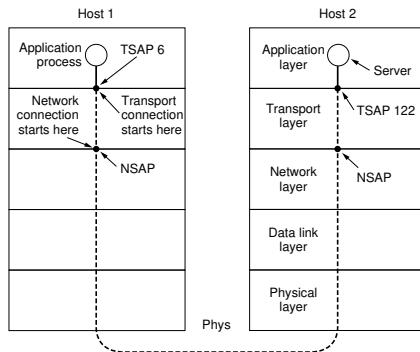 Host 1
Host 2
Application
process
TSAP 6
Network
connection
starts here
Transport
connection
starts here
NSAP
Application
layer
Server
TSAP 122
Transport
layer
NSAP
Network
layer
Data link
layer
Physical
layer
Phys